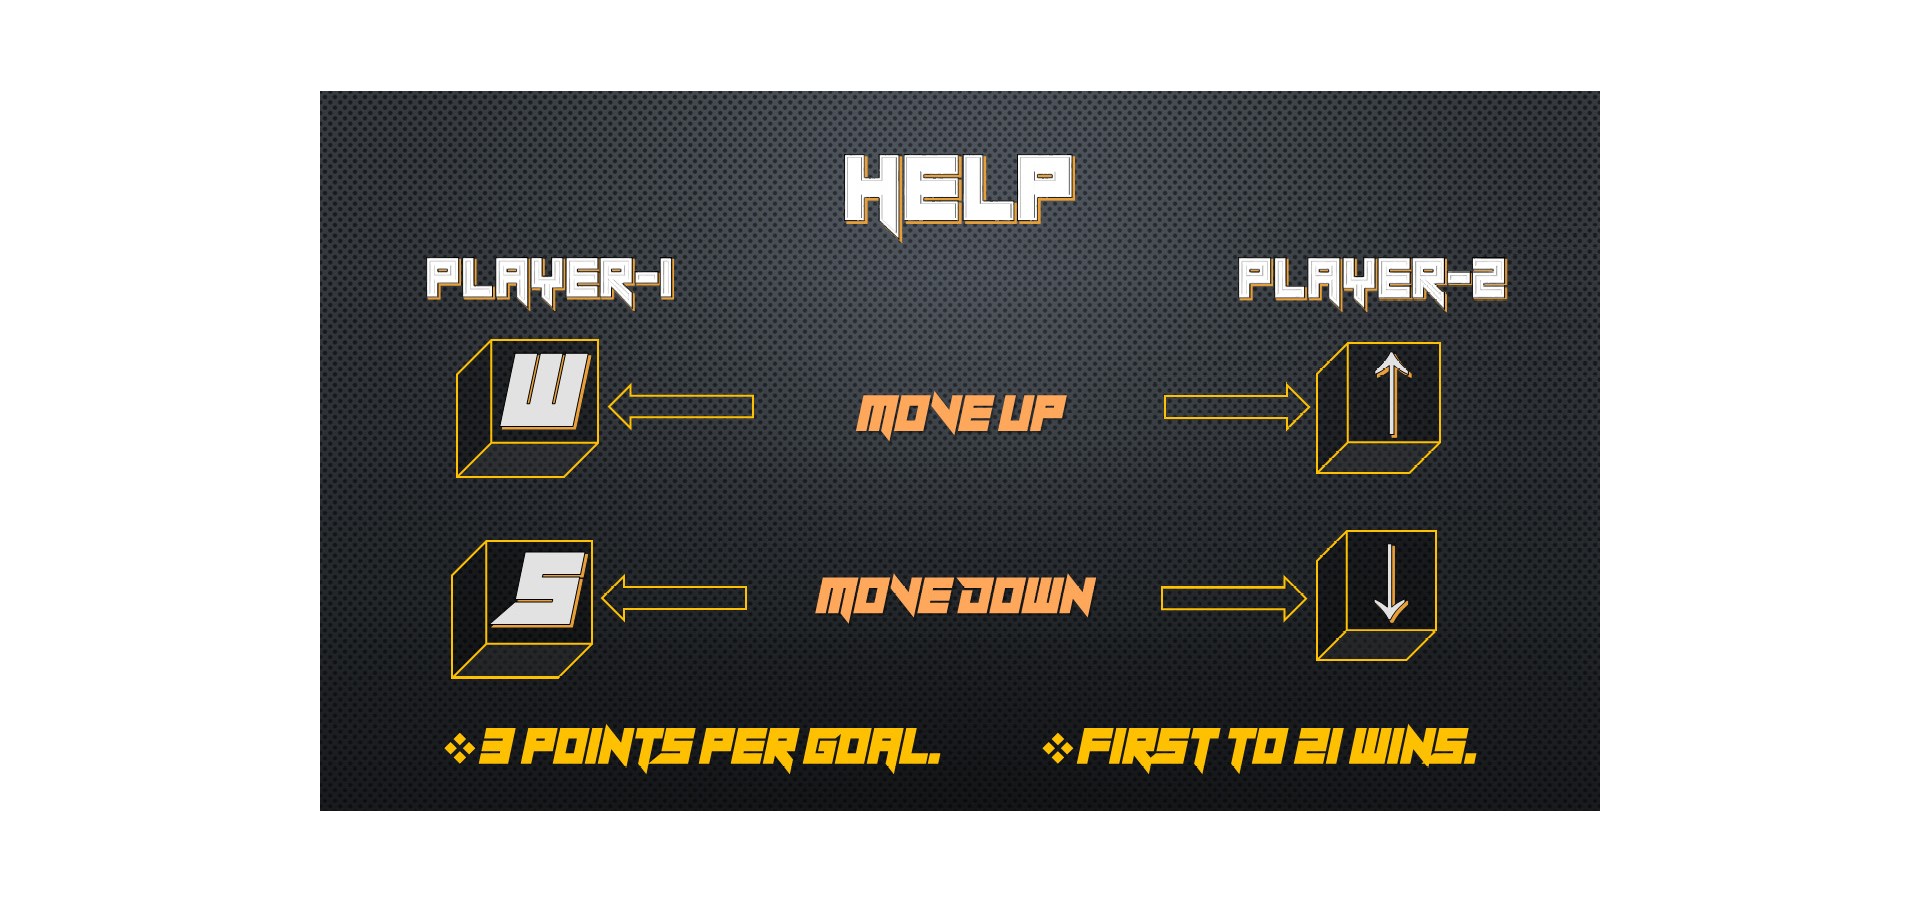 HELP
PLAYER-1
PLAYER-2
W
MOVE UP
↑
S
MOVE DOWN
↓
❖ 3 POINTS PER GOAL.
❖ FIRST TO 21 WINS.